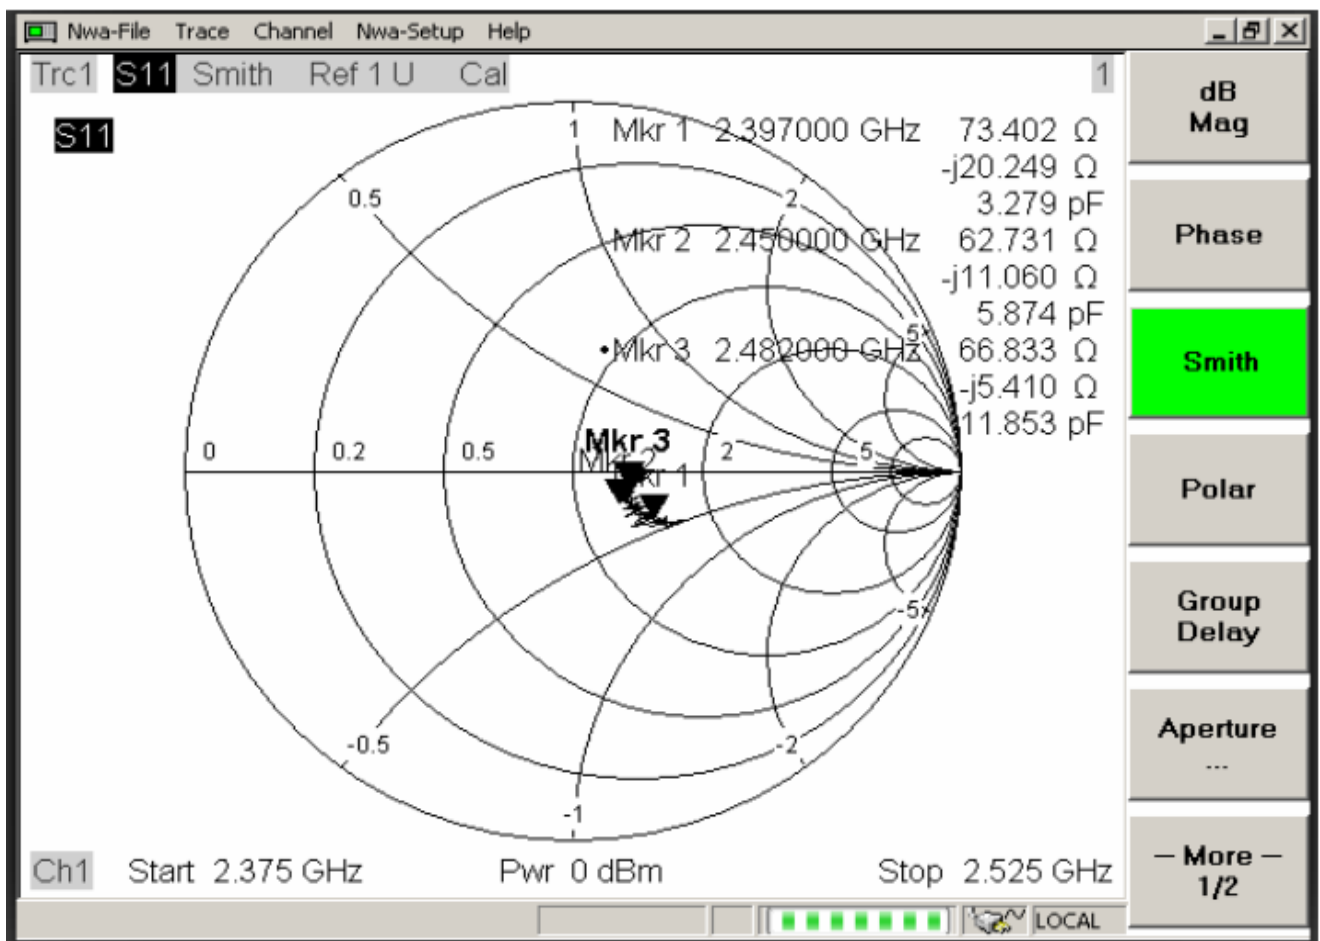 Nwa-File Trace Channel Nwa-Setup Help
Trc1 S11 Smith Ref 1 U Cal 1
S11
Mkr 1 2.397000 GHz 73.402 Ω
-j20.249 Ω
3.279 pF
Mkr 2 2.450000 GHz 62.731 Ω
-j11.060 Ω
5.874 pF
•Mkr 3 2.482000 GHz 66.833 Ω
-j5.410 Ω
11.853 pF
1
0.5
2
5
Mkr 3
Mkr 2
Mkr 1
0 0.2 0.5 2 5
-5
-0.5
-2
-1
Ch1 Start 2.375 GHz Pwr 0 dBm Stop 2.525 GHz
LOCAL
dB
Mag
Phase
Smith
Polar
Group
Delay
Aperture
...
— More —
1/2